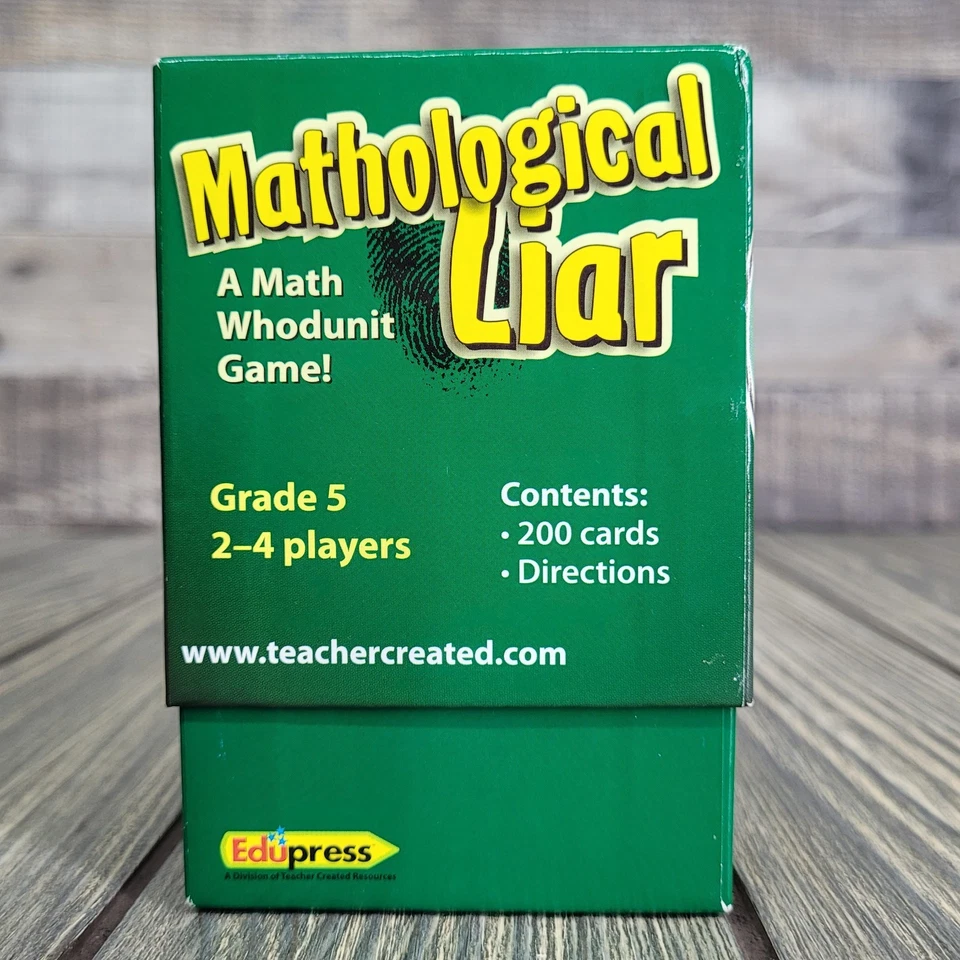 Mathological
Liar
A Math
Whodunit
Game!
Grade 5
2–4 players
Contents:
• 200 cards
• Directions
www.teachercreated.com
Edupress
A Division of Teacher Created Resources